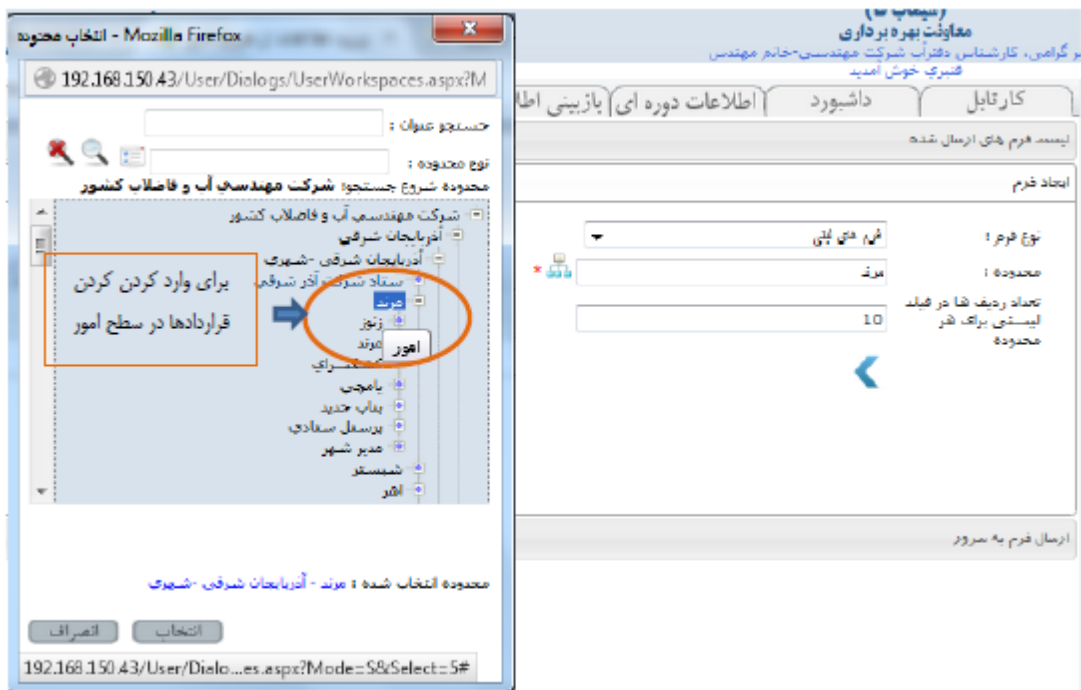 انتخاب محدوده - Mozilla Firefox
192.168.150.43/User/Dialogs/UserWorkspaces.aspx?M
جستجو عنوان :
نوع محدوده :
محدوده شروع جستجو: شرکت مهندسی آب و فاضلاب کشور
شرکت مهندسی آب و فاضلاب کشور
آذربایجان شرقی
آذربایجان شرقی -شهری
ستاد شرکت آذر شرقی
مرند
زنوز
مرند
امور
یامچی
بناب جدید
پرسنل ستادی
مدیر شهر
شبستر
اهر
برای وارد کردن کردن
قراردادها در سطح امور
محدوده انتخاب شده : مرند - آذربایجان شرقی -شهری
انتخاب
انصراف
192.168.150.43/User/Dialo...es.aspx?Mode=S&Select=5#
معاونت بهره برداری
گرامی، کارشناس دفترآب شرکت مهندسی-خانم مهندس
قنبری خوش آمدید
کارتابل
داشبورد
اطلاعات دوره ای
بازبینی
لیست فرم های ارسال شده
ایجاد فرم
نوع فرم :
محدوده :
مرند
*
تعداد ردیف ها در فیلد
لیستی برای هر
محدوده
10
ارسال فرم به سرور